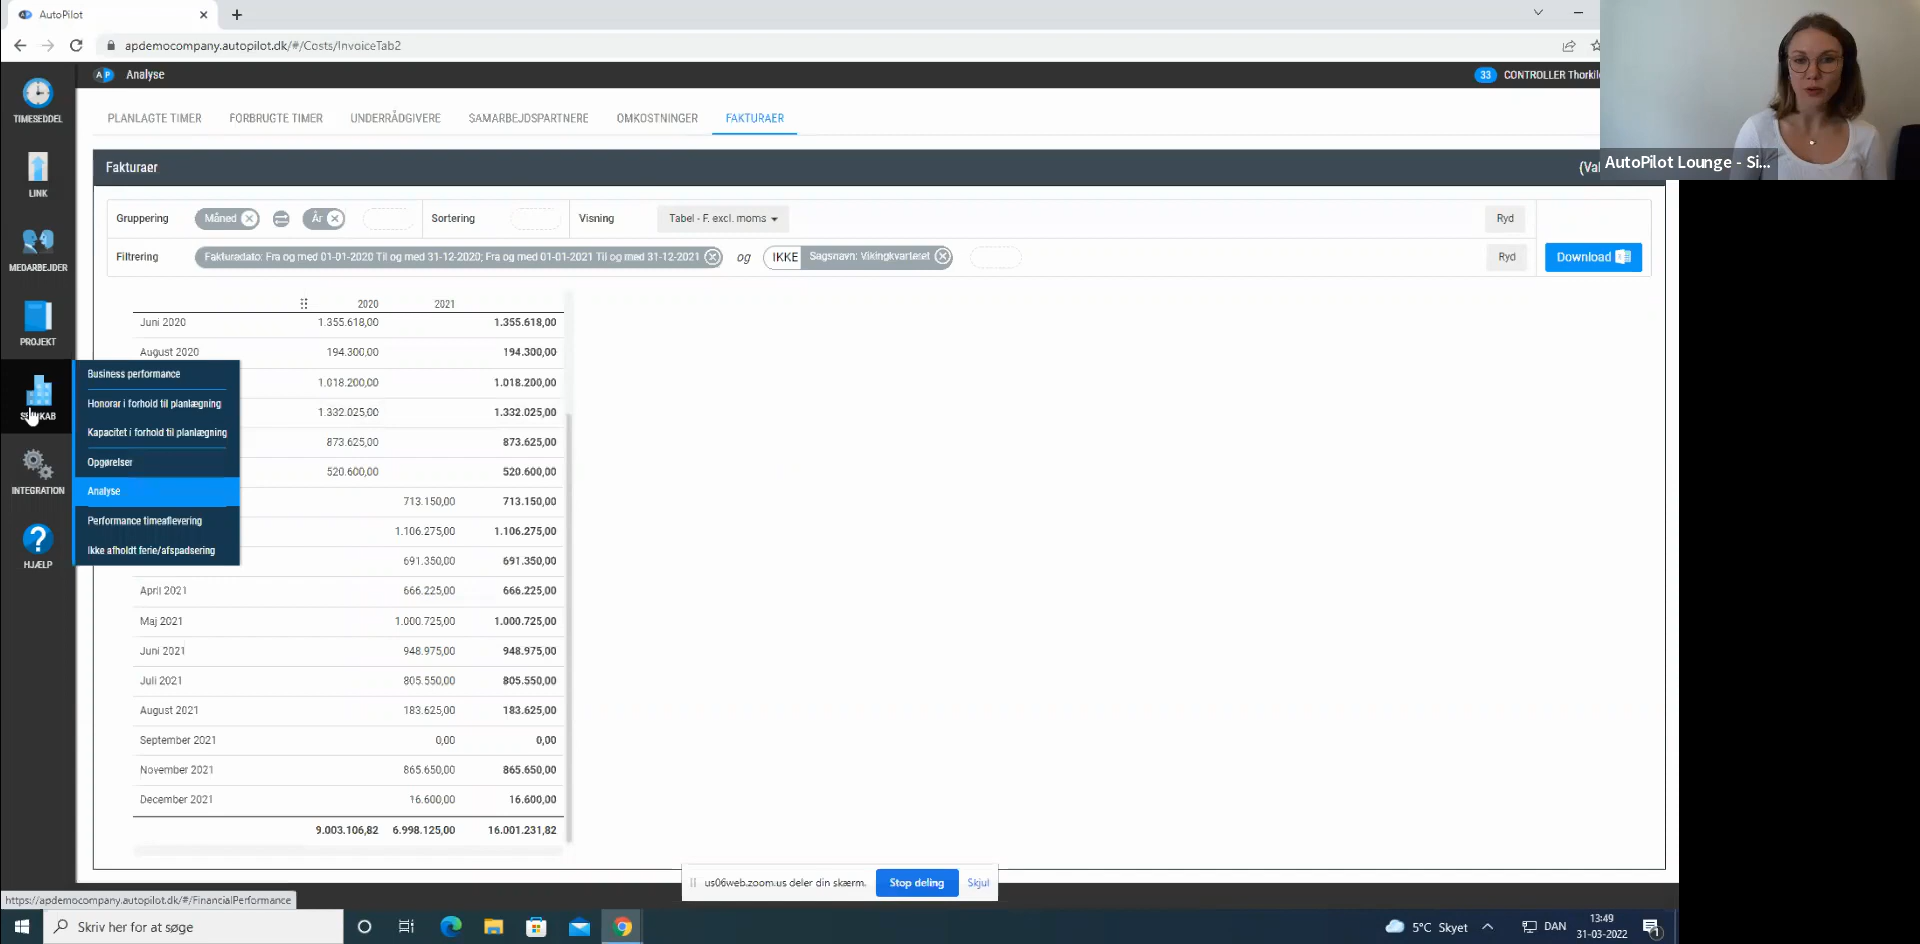 AutoPilot
apdemocompany.autopilot.dk/#/Costs/InvoiceTab2
AP Analyse
33 CONTROLLER Thorkil
AutoPilot Lounge - Si...
TIMESEDDEL
LINK
MEDARBEJDER
PROJEKT
INTEGRATION
HJÆLP
PLANLAGTE TIMER FORBRUGTE TIMER UNDERRÅDGIVERE SAMARBEJDSPARTNERE OMKOSTNINGER FAKTURAER
Fakturaer (Val
Gruppering Måned År Sortering Visning Tabel - F. excl. moms Ryd
Filtrering Fakturadato: Fra og med 01-01-2020 Til og med 31-12-2020; Fra og med 01-01-2021 Til og med 31-12-2021 og IKKE Sagsnavn: Vikingkvarteret Ryd Download
2020 2021
Juni 2020 1.355.618,00 1.355.618,00
August 2020 194.300,00 194.300,00
1.018.200,00 1.018.200,00
1.332.025,00 1.332.025,00
873.625,00 873.625,00
520.600,00 520.600,00
713.150,00 713.150,00
1.106.275,00 1.106.275,00
691.350,00 691.350,00
April 2021 666.225,00 666.225,00
Maj 2021 1.000.725,00 1.000.725,00
Juni 2021 948.975,00 948.975,00
Juli 2021 805.550,00 805.550,00
August 2021 183.625,00 183.625,00
September 2021 0,00 0,00
November 2021 865.650,00 865.650,00
December 2021 16.600,00 16.600,00
9.003.106,82 6.998.125,00 16.001.231,82
Business performance
Honorar i forhold til planlægning
Kapacitet i forhold til planlægning
Opgørelser
Analyse
Performance timeaflevering
Ikke afholdt ferie/afspadsering
us06web.zoom.us deler din skærm. Stop deling Skjul
https://apdemocompany.autopilot.dk/#/FinancialPerformance
Skriv her for at søge
5°C Skyet
DAN
13:49
31-03-2022
1